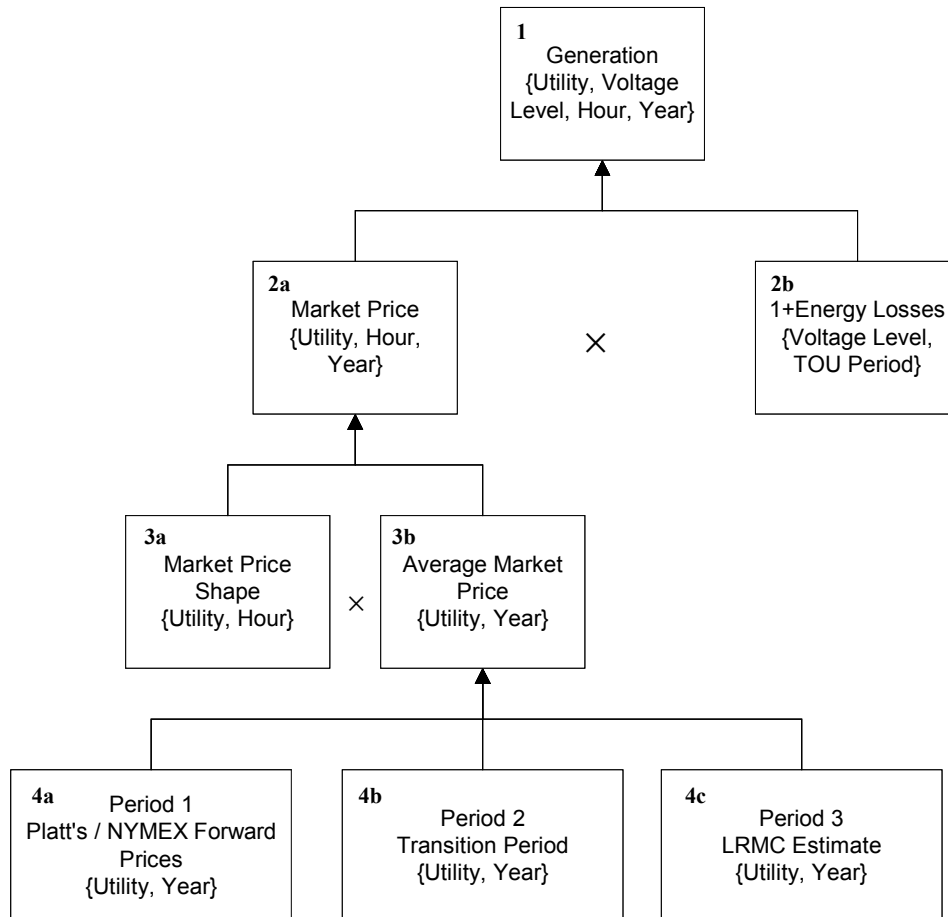 1
Generation
{Utility, Voltage
Level, Hour, Year}
2a
Market Price
{Utility, Hour,
Year}
×
2b
1+Energy Losses
{Voltage Level,
TOU Period}
3a
Market Price
Shape
{Utility, Hour}
×
3b
Average Market
Price
{Utility, Year}
4a
Period 1
Platt's / NYMEX Forward
Prices
{Utility, Year}
4b
Period 2
Transition Period
{Utility, Year}
4c
Period 3
LRMC Estimate
{Utility, Year}